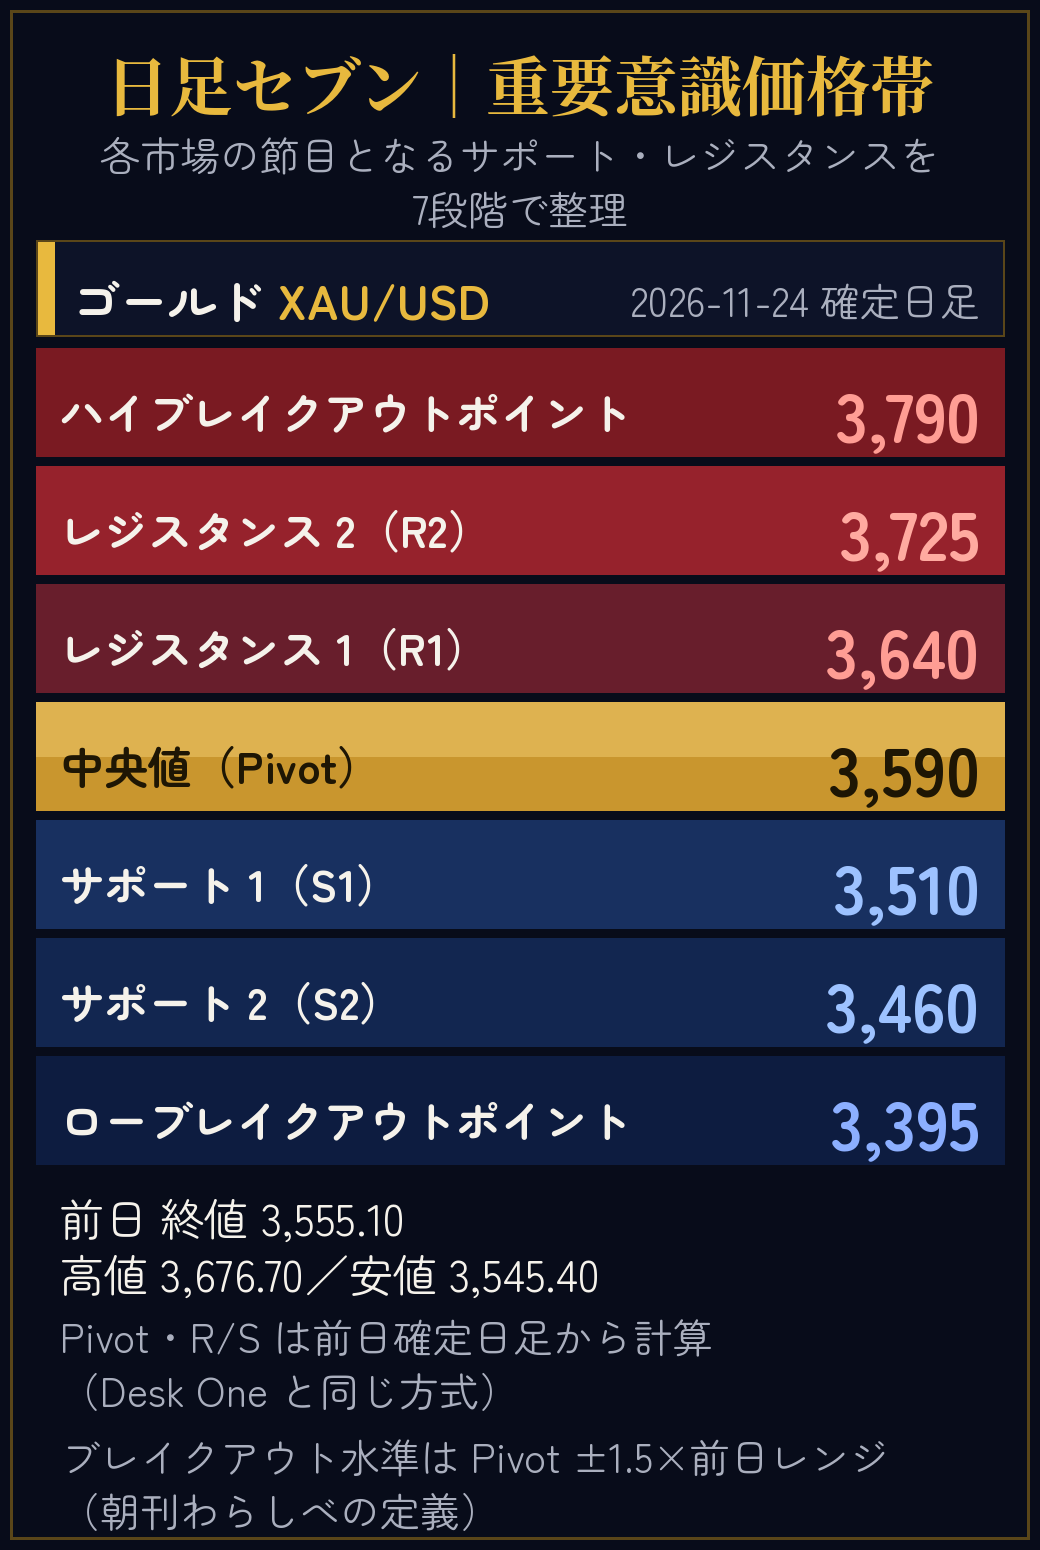 日足セブン｜重要意識価格帯
各市場の節目となるサポート・レジスタンスを
7段階で整理
ゴールド XAU/USD 2026-11-24 確定日足
ハイブレイクアウトポイント 3,790
レジスタンス 2（R2） 3,725
レジスタンス 1（R1） 3,640
中央値（Pivot） 3,590
サポート 1（S1） 3,510
サポート 2（S2） 3,460
ローブレイクアウトポイント 3,395
前日 終値 3,555.10
高値 3,676.70／安値 3,545.40
Pivot・R/S は前日確定日足から計算
（Desk One と同じ方式）
ブレイクアウト水準は Pivot ±1.5×前日レンジ
（朝刊わらしべの定義）